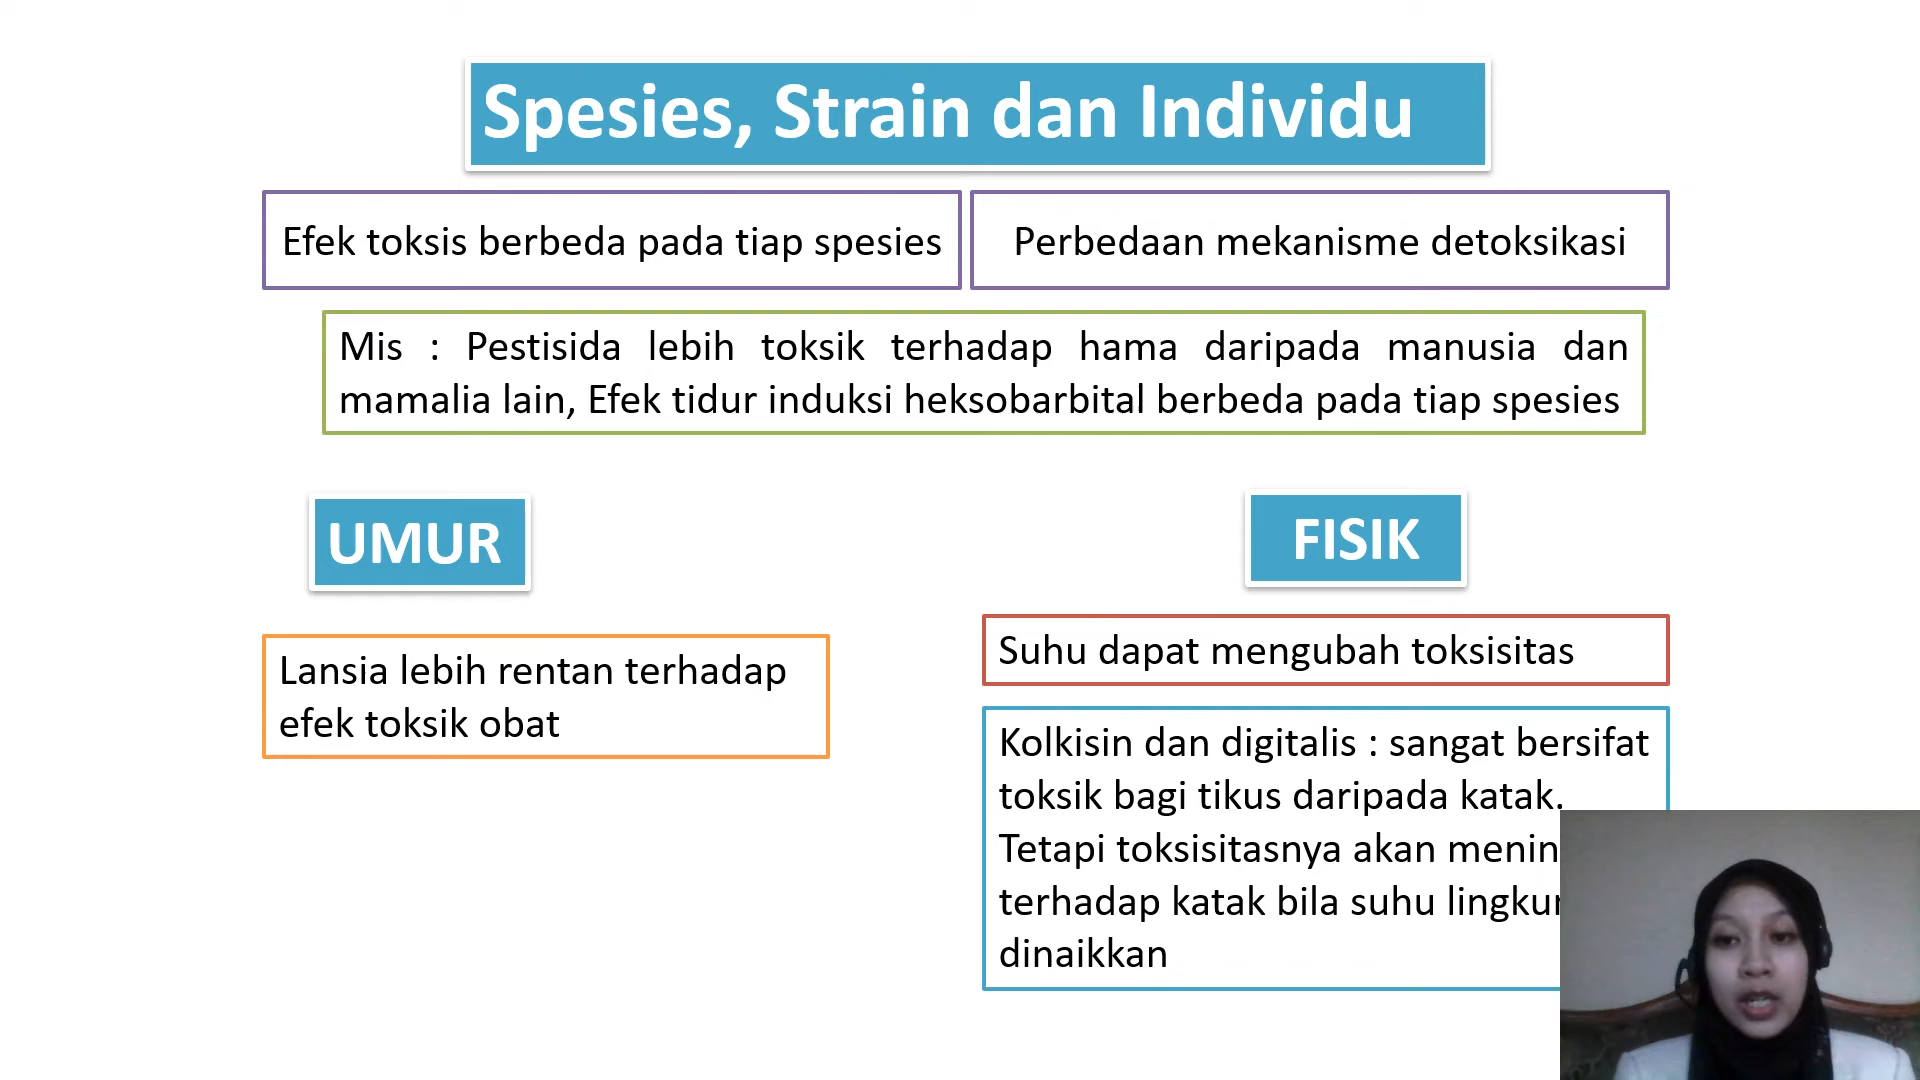 Spesies, Strain dan Individu
Efek toksis berbeda pada tiap spesies
Perbedaan mekanisme detoksikasi
Mis : Pestisida lebih toksik terhadap hama daripada manusia dan
mamalia lain, Efek tidur induksi heksobarbital berbeda pada tiap spesies
UMUR
Lansia lebih rentan terhadap
efek toksik obat
FISIK
Suhu dapat mengubah toksisitas
Kolkisin dan digitalis : sangat bersifat
toksik bagi tikus daripada katak.
Tetapi toksisitasnya akan
terhadap katak bila suhu
dinaikkan